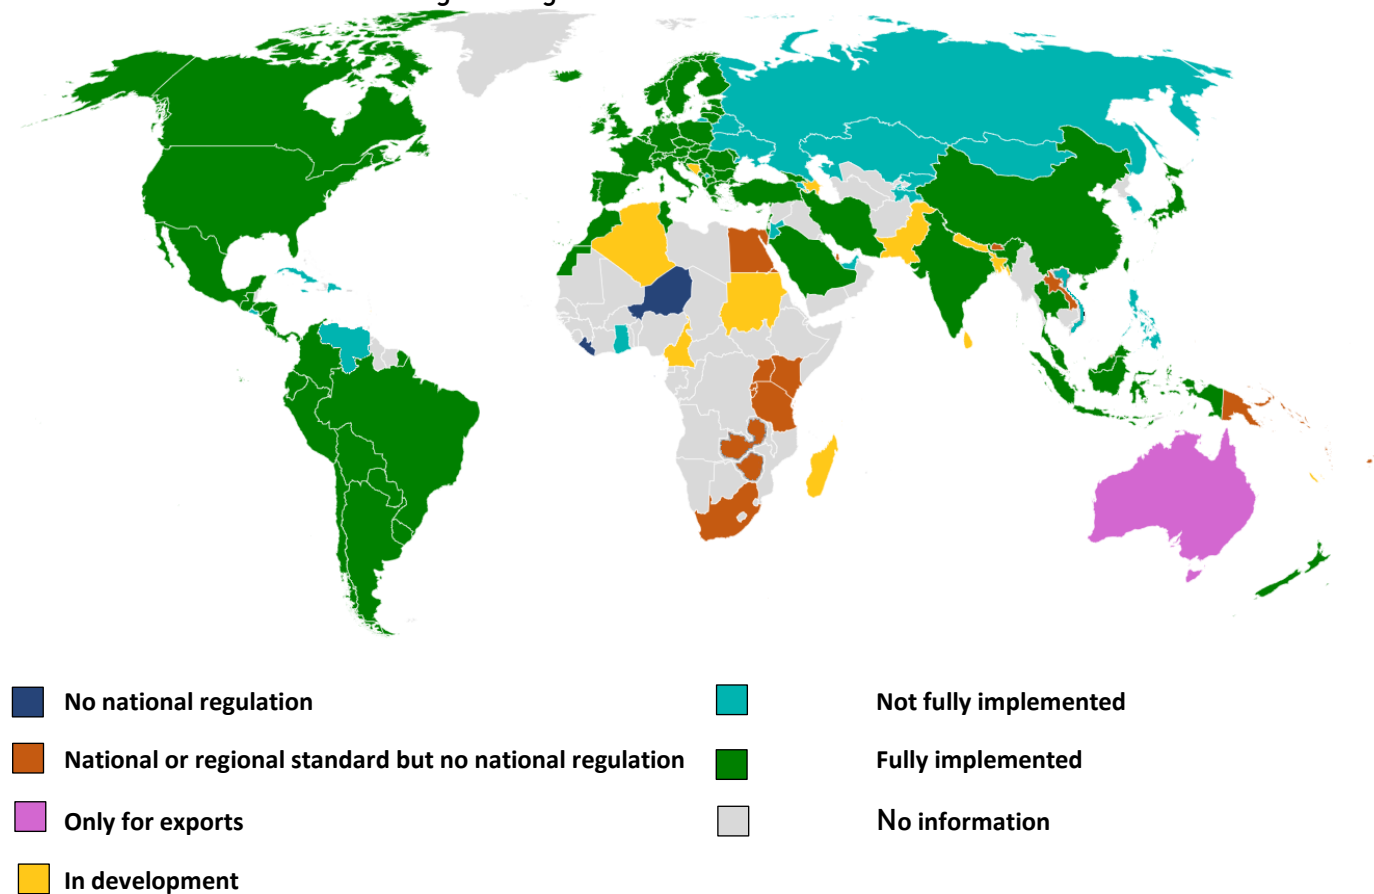 No national regulation
Not fully implemented
National or regional standard but no national regulation
Fully implemented
Only for exports
No information
In development